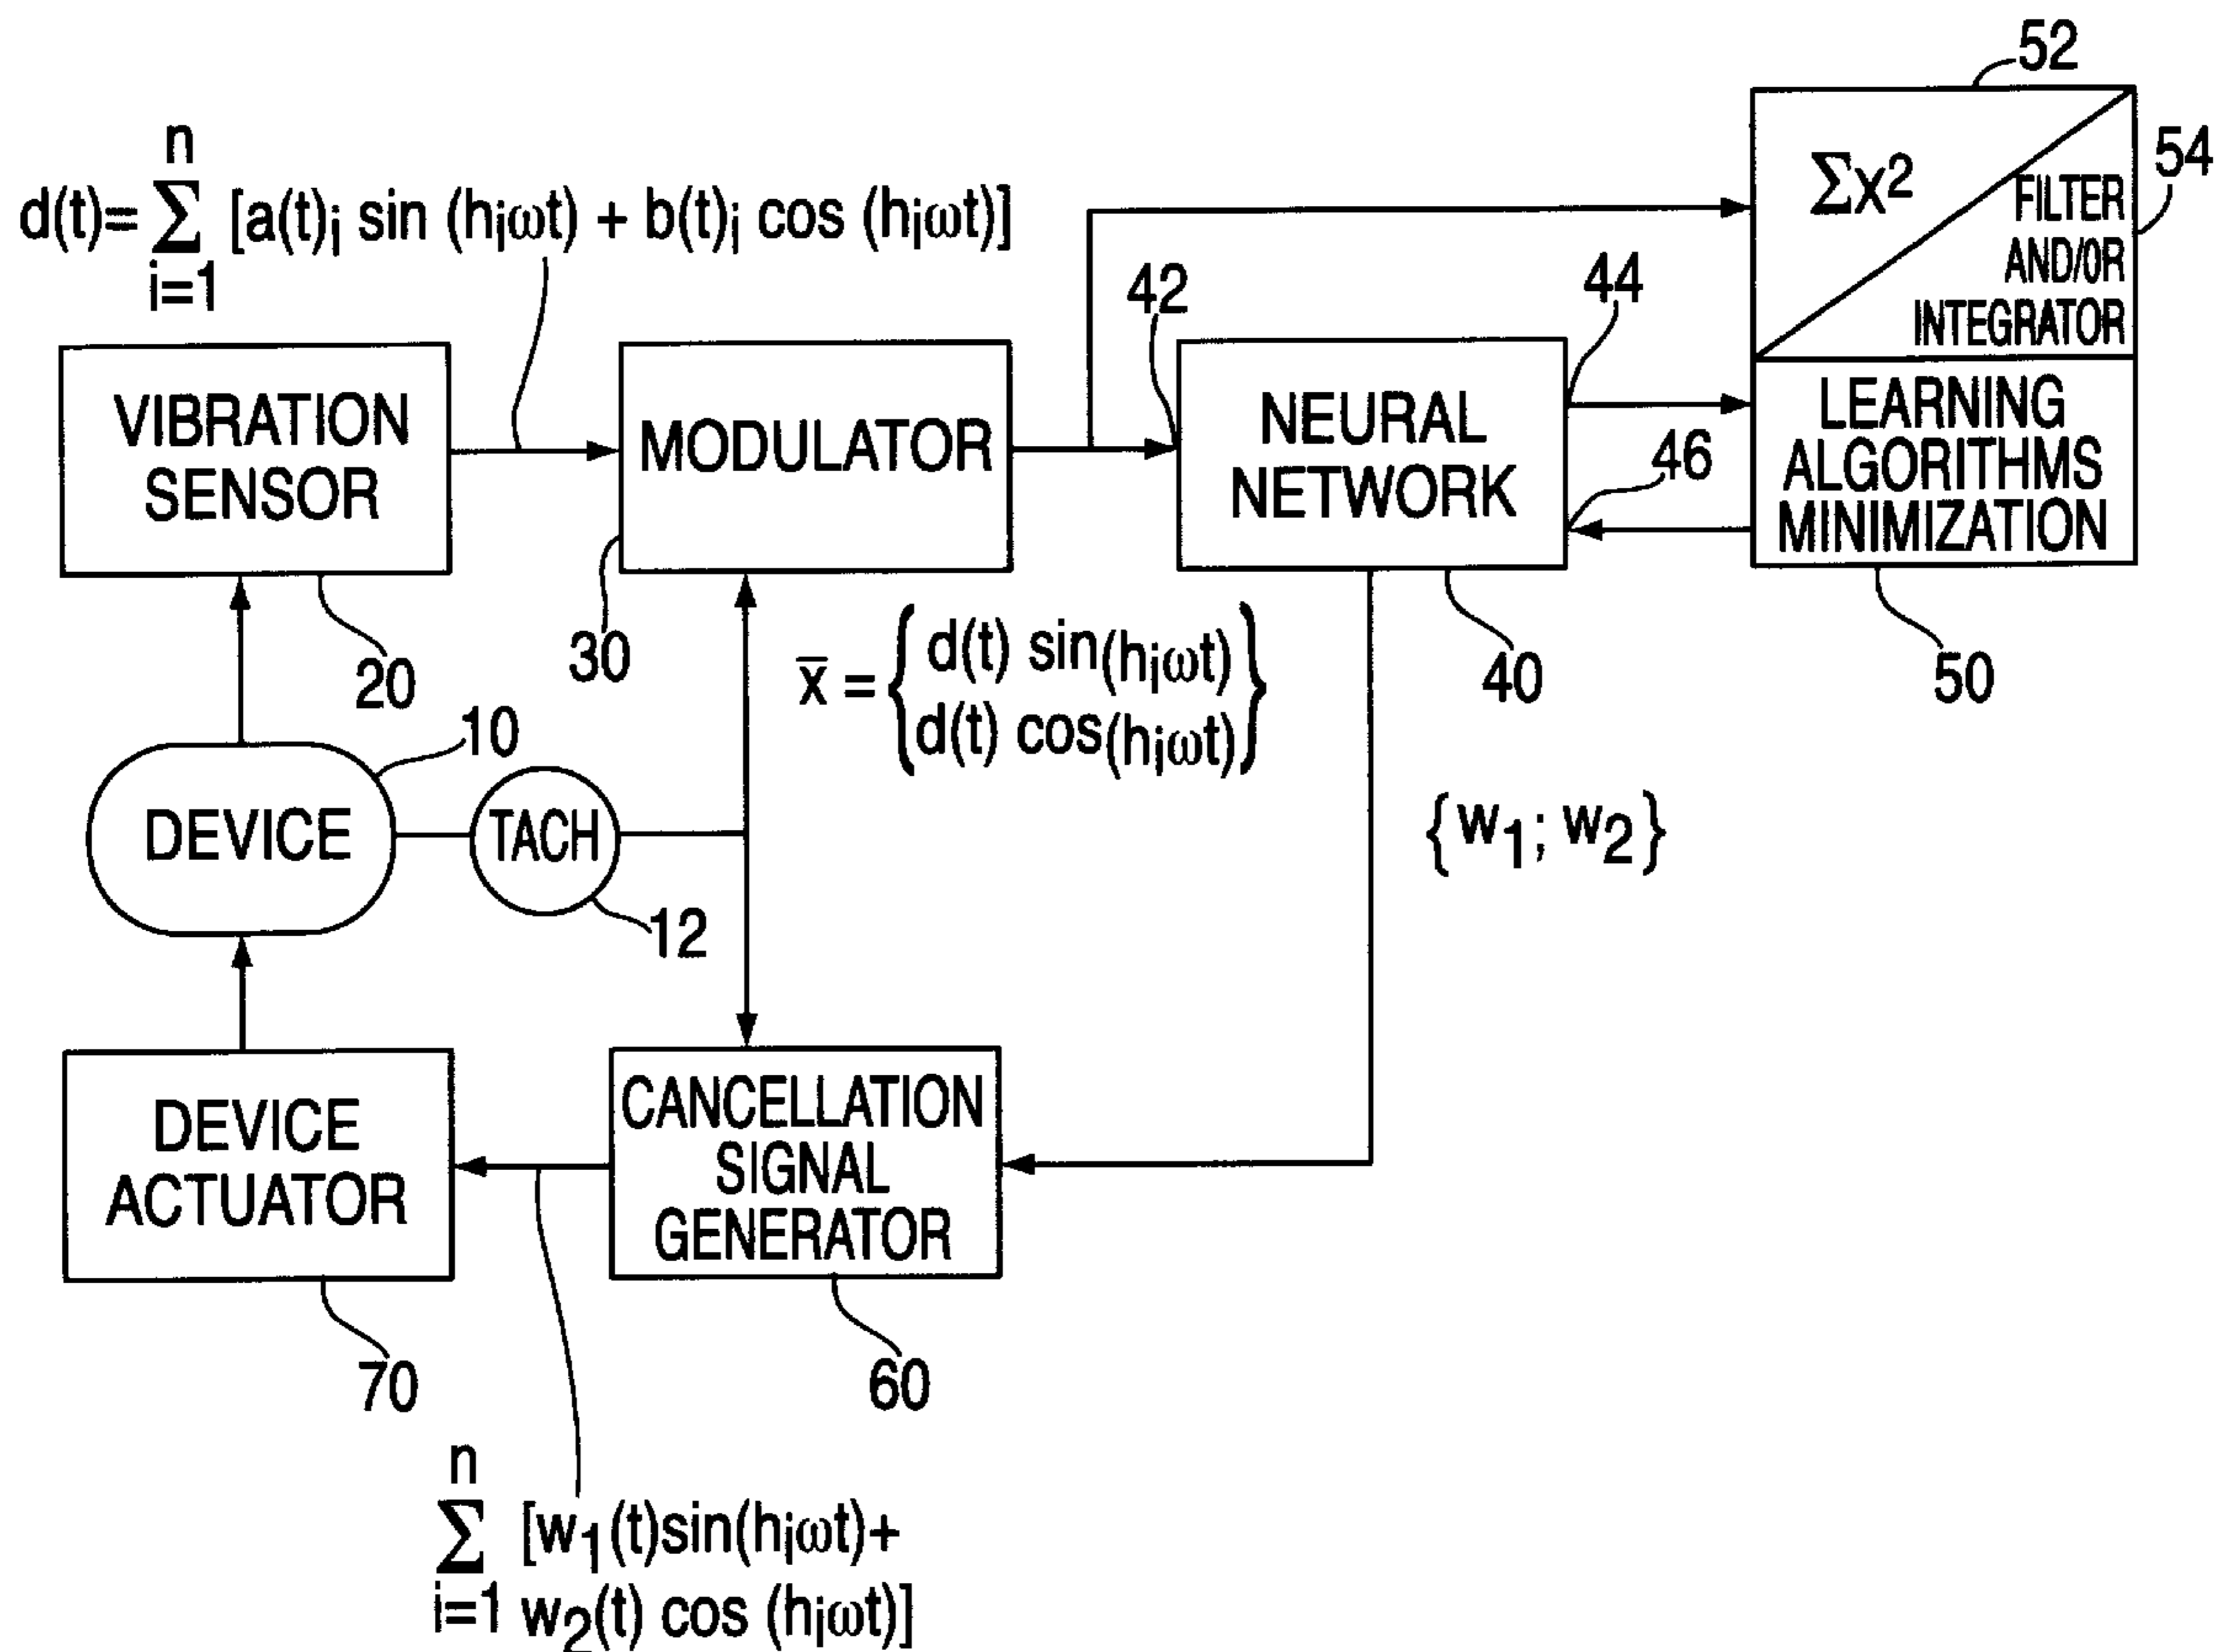 52
n
d(t)= Σ [a(t)i sin (hiωt) + b(t)i cos (hiωt)]
i=1
Σx²
54
FILTER
AND/OR
INTEGRATOR
42
44
VIBRATION
SENSOR
MODULATOR
NEURAL
NETWORK
46
LEARNING
ALGORITHMS
MINIMIZATION
20
30
x̄ = { d(t) sin(hiωt)
d(t) cos(hiωt) }
40
50
10
DEVICE
TACH
12
{w1; w2}
DEVICE
ACTUATOR
CANCELLATION
SIGNAL
GENERATOR
70
60
n
Σ [w1(t)sin(hiωt)+
i=1 w2(t) cos (hiωt)]